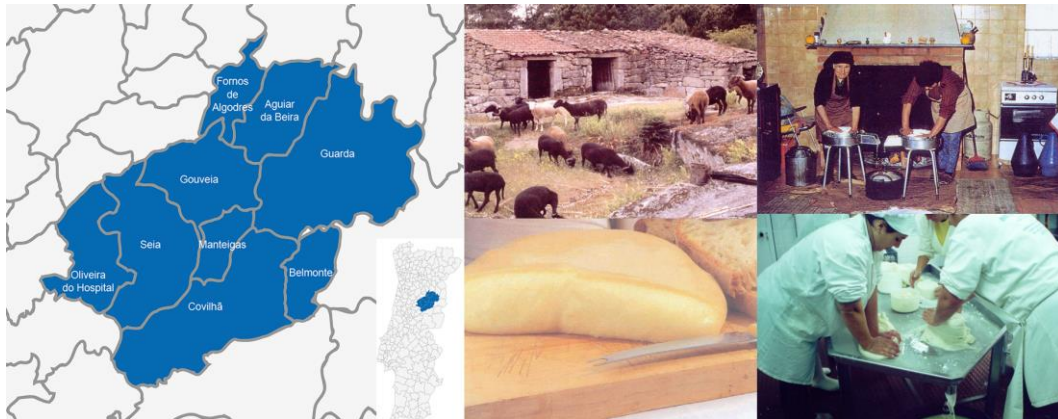 Fornos
de
Algodres
Aguiar
da Beira
Guarda
Gouveia
Seia
Manteigas
Oliveira
do Hospital
Belmonte
Covilhã